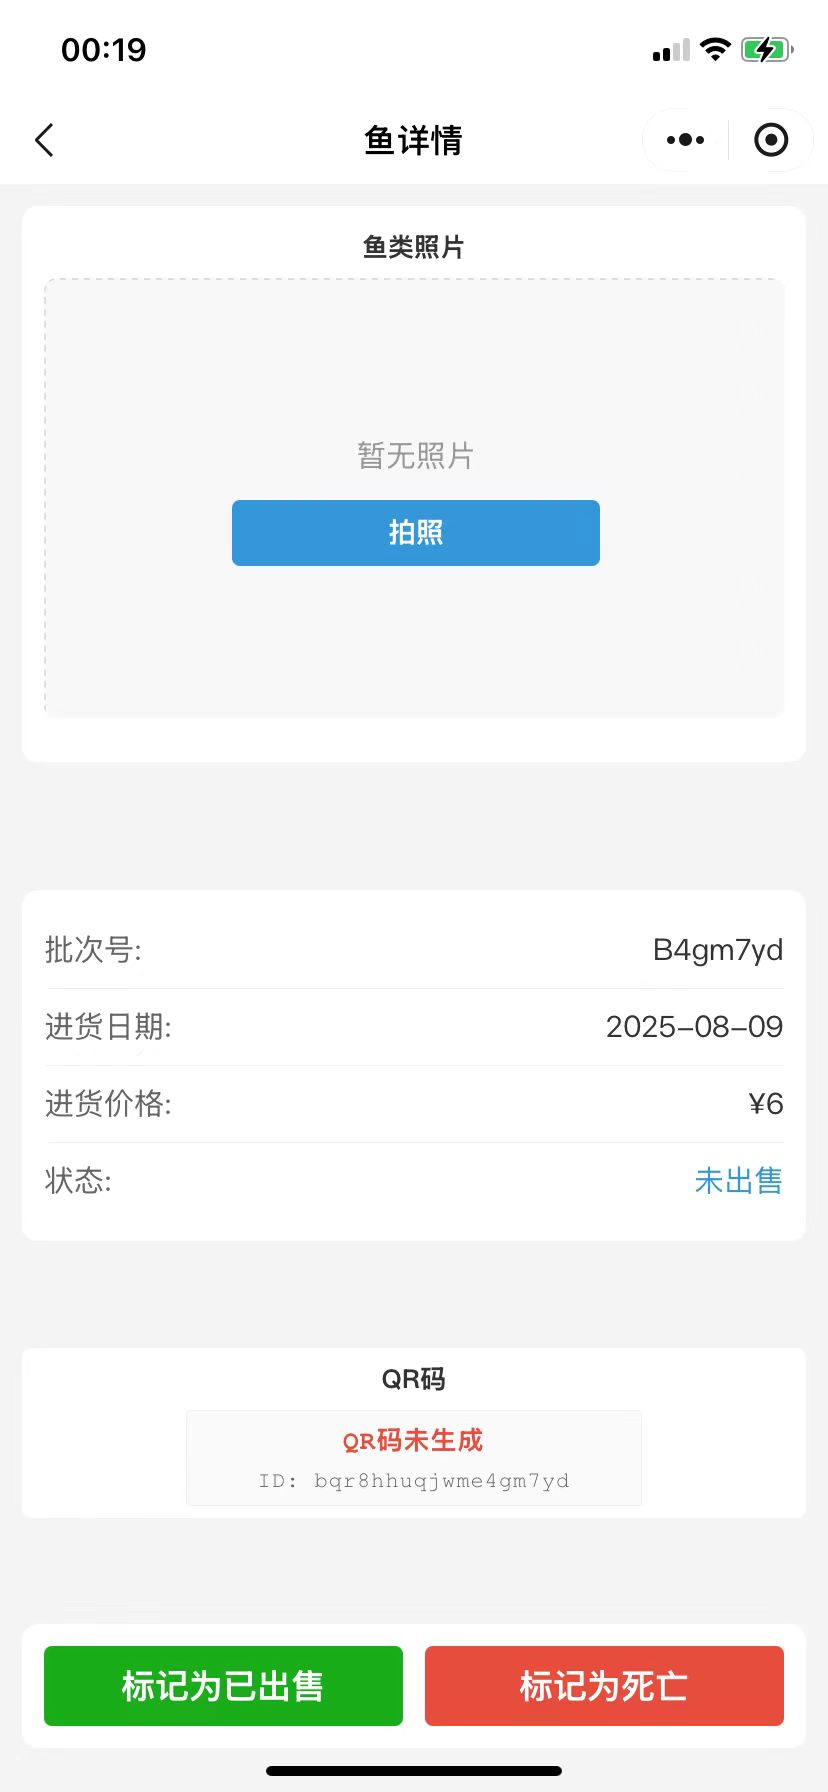 00:19
鱼详情
鱼类照片
暂无照片
拍照
批次号: B4gm7yd
进货日期: 2025-08-09
进货价格: ¥6
状态: 未出售
QR码
QR码未生成
ID: bqr8hhuqjwme4gm7yd
标记为已出售 标记为死亡